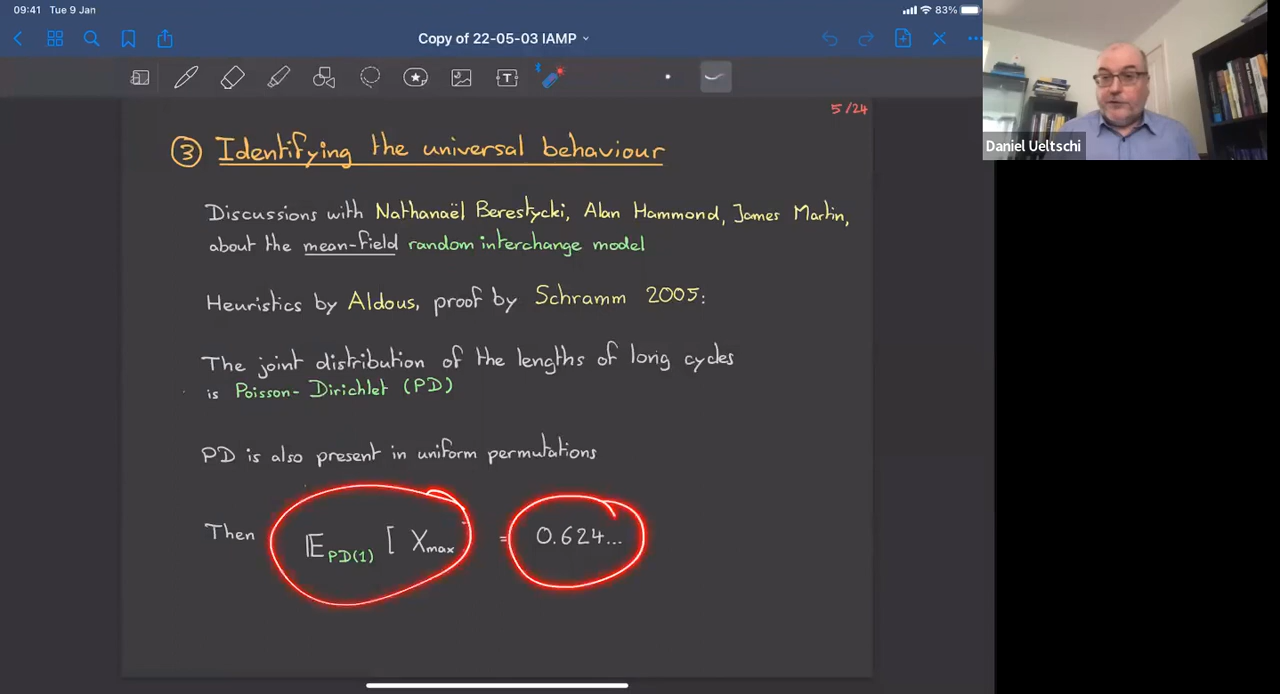 09:41 Tue 9 Jan
83%
Copy of 22-05-03 IAMP
T
5/24
③ Identifying the universal behaviour
Discussions with Nathanaël Berestycki, Alan Hammond, James Martin,
about the mean-field random interchange model
Heuristics by Aldous, proof by Schramm 2005:
The joint distribution of the lengths of long cycles
is Poisson-Dirichlet (PD)
PD is also present in uniform permutations
Then 𝔼PD(1) [ Xmax = 0.624...
Daniel Ueltschi